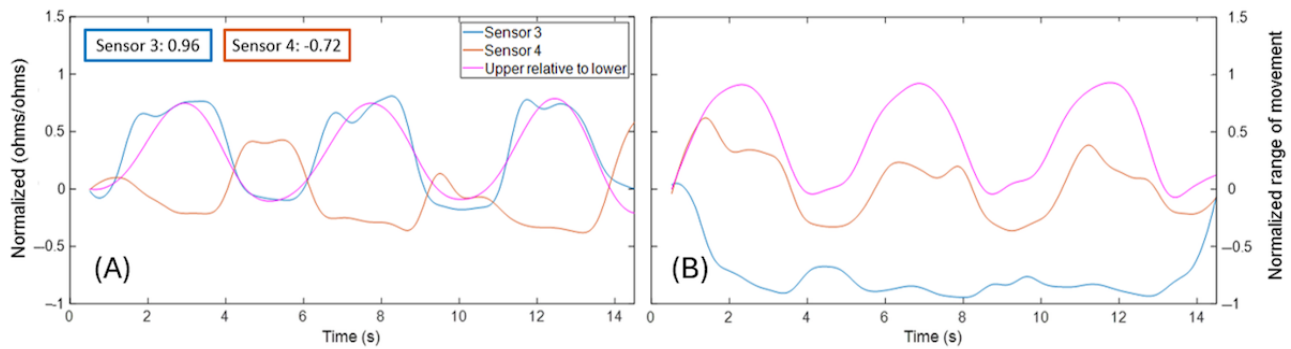 1.5
1
0.5
0
−0.5
−1
Normalized (ohms/ohms)
Sensor 3: 0.96
Sensor 4: -0.72
Sensor 3
Sensor 4
Upper relative to lower
(A)
0 2 4 6 8 10 12 14
Time (s)
(B)
2 4 6 8 10 12 14
Time (s)
1.5
1
0.5
0
−0.5
−1
Normalized range of movement